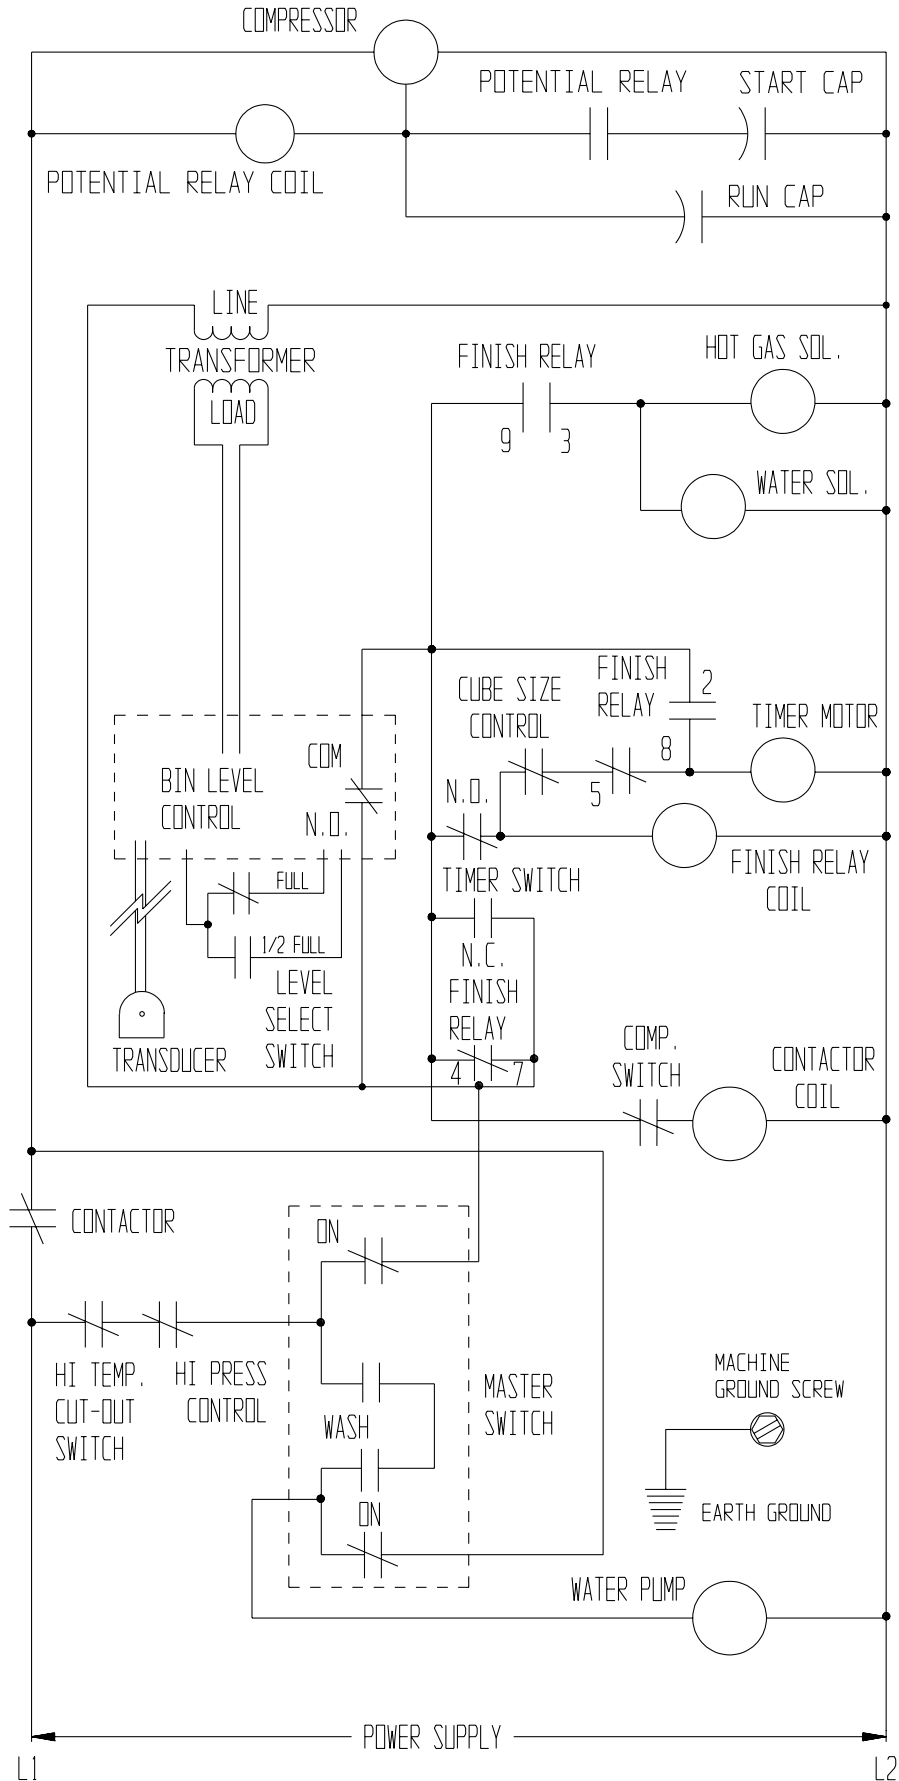 COMPRESSOR
POTENTIAL RELAY
START CAP
POTENTIAL RELAY COIL
RUN CAP
LINE
TRANSFORMER
LOAD
FINISH RELAY
HOT GAS SOL.
9
3
WATER SOL.
FINISH
RELAY
2
CUBE SIZE
CONTROL
TIMER MOTOR
8
COM
BIN LEVEL
CONTROL
N.O.
N.O.
5
TIMER SWITCH
FINISH RELAY
COIL
FULL
1/2 FULL
LEVEL
SELECT
SWITCH
N.C.
FINISH
RELAY
4
7
TRANSDUCER
COMP.
SWITCH
CONTACTOR
COIL
CONTACTOR
ON
HI TEMP.
CUT-OUT
SWITCH
HI PRESS
CONTROL
WASH
MASTER
SWITCH
MACHINE
GROUND SCREW
ON
EARTH GROUND
WATER PUMP
POWER SUPPLY
L1
L2